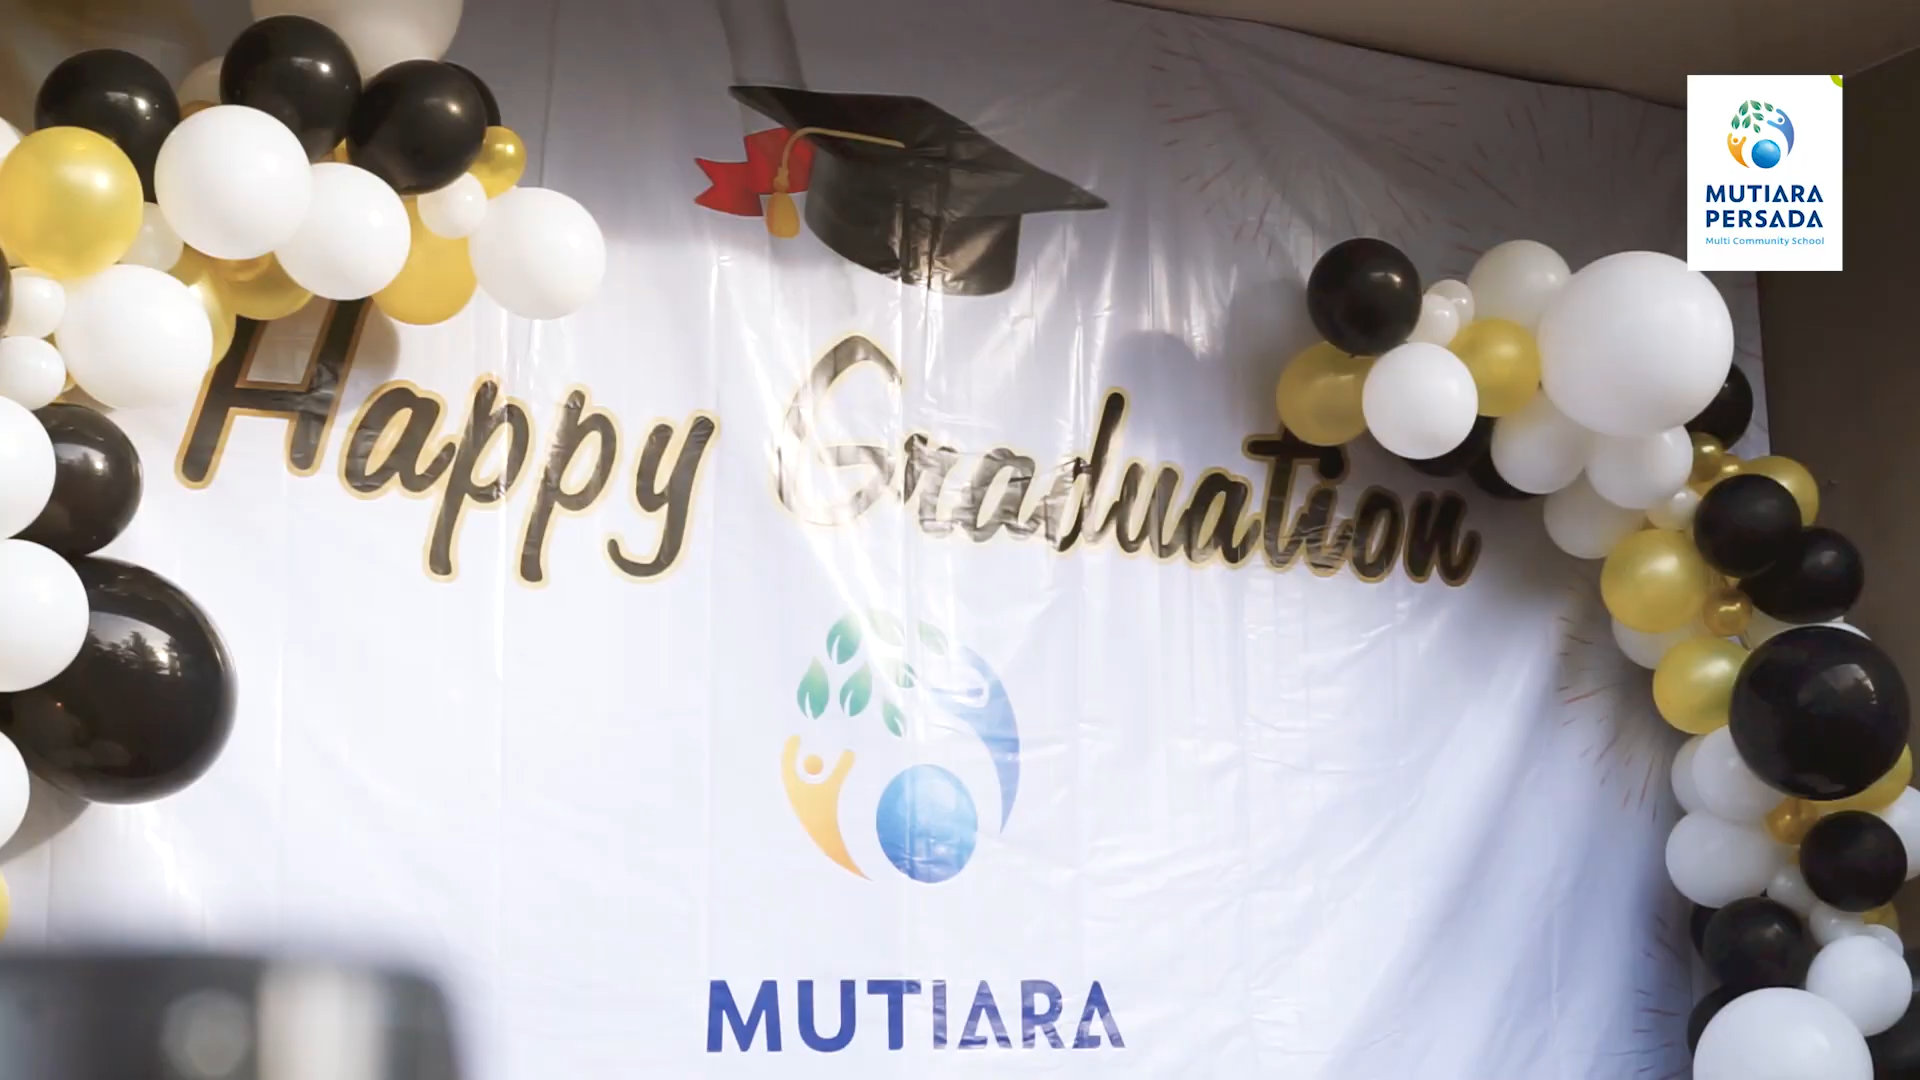 MUTIARA
PERSADA
Multi Community School
Happy Graduation
MUTIARA